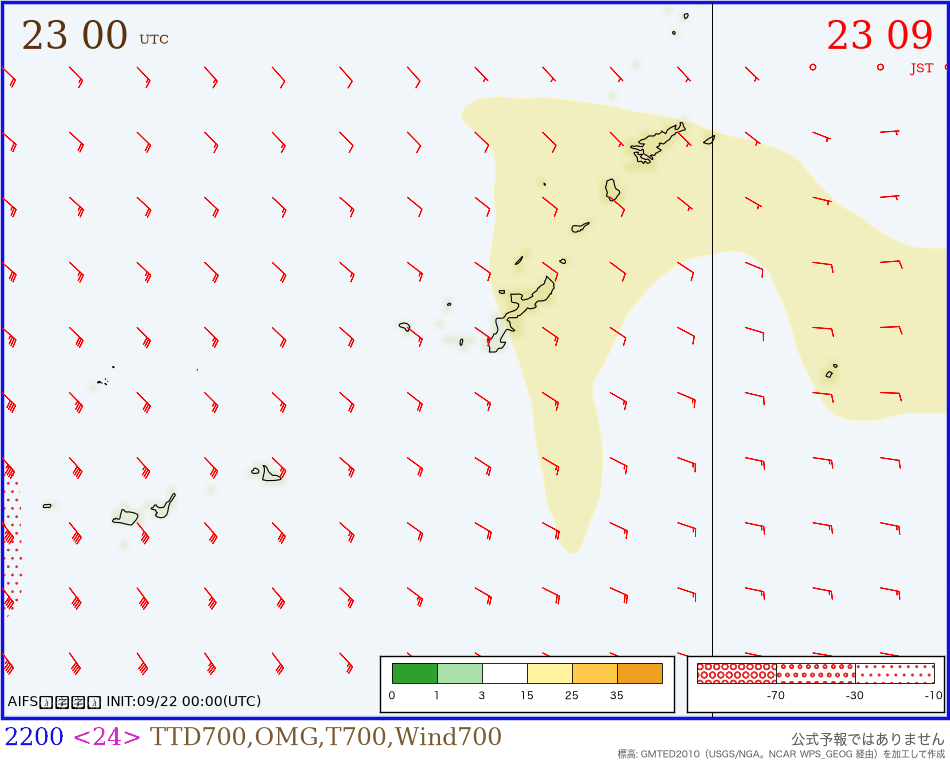 23 00 UTC
23 09
JST
0 1 3 15 25 35
-70 -30 -10
AIFS INIT:09/22 00:00(UTC)
2200 <24> TTD700,OMG,T700,Wind700
公式予報ではありません
標高: GMTED2010（USGS/NGA。NCAR WPS_GEOG 経由）を加工して作成